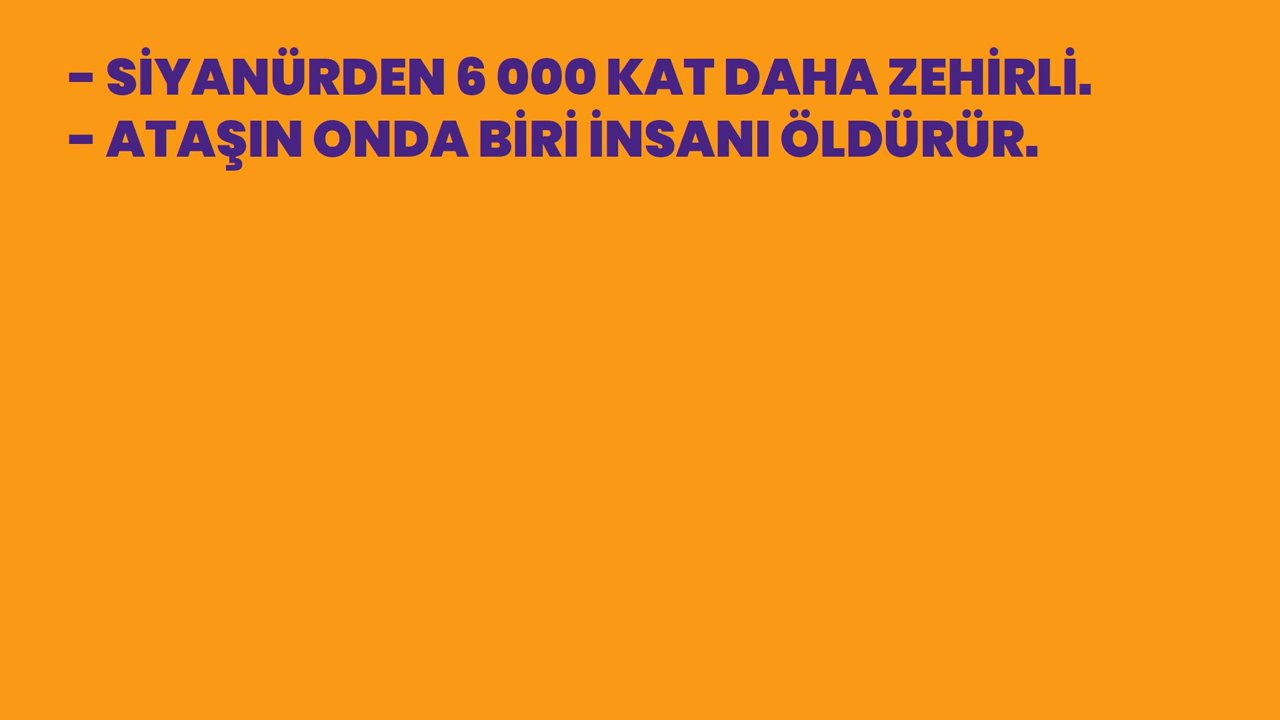 - SİYANÜRDEN 6 000 KAT DAHA ZEHİRLİ.
- ATAŞIN ONDA BİRİ İNSANI ÖLDÜRÜR.